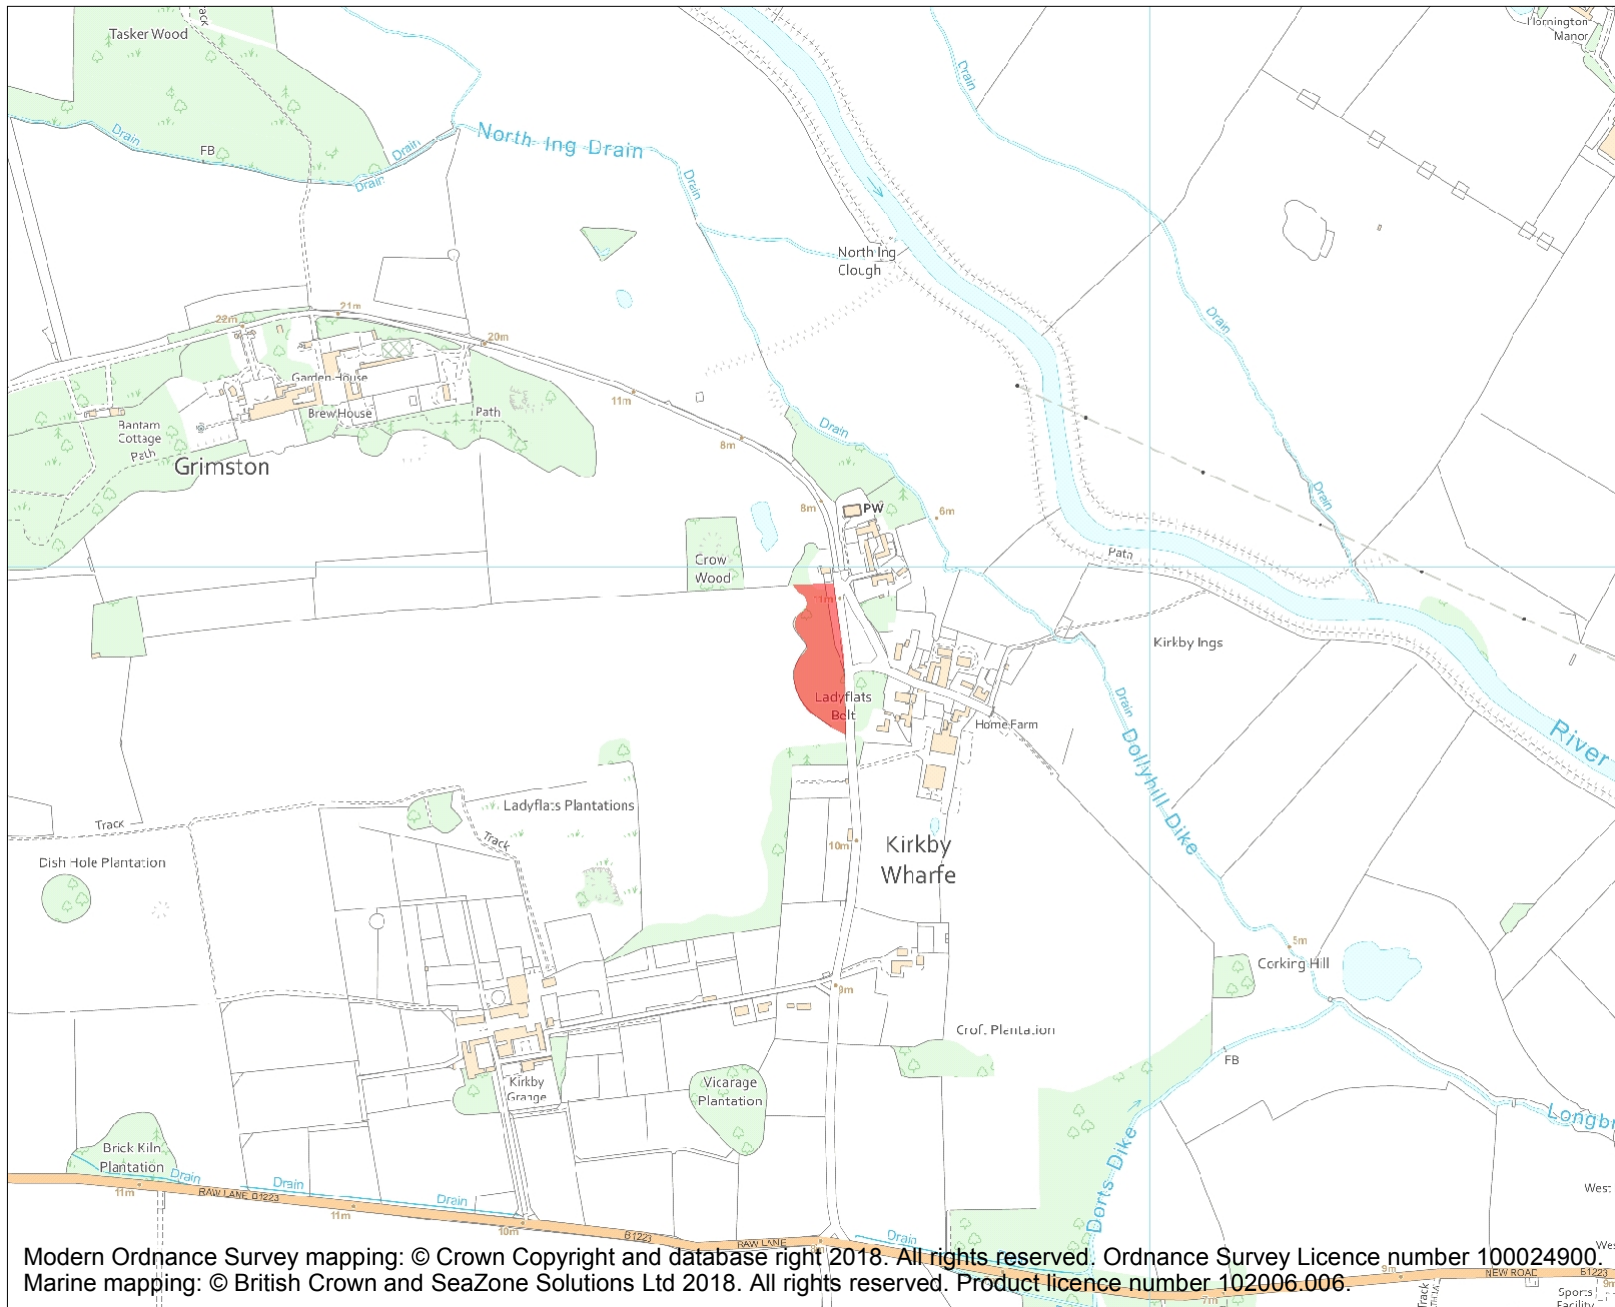 Tasker Wood
Hornington
Manor
Drain
FB
Drain
Drain
North Ing Drain
Drain
Drain
North Ing
Clough
Drain
22m
21m
20m
Garden House
Brew House
Path
Bantam
Cottage
Path
Grimston
11m
8m
Drain
Drain
8m
PW
6m
Crow
Wood
Path
Kirkby Ings
Ladyflats
Belt
Home Farm
Drain
Dollyhill Dike
River
Ladyflats Plantations
Track
Track
Dish Hole Plantation
10m
Kirkby
Wharfe
5m
Corking Hill
9m
Croft Plantation
FB
Kirkby
Grange
Vicarage
Plantation
Brick Kiln
Plantation
Dorts Dike
11m
Drain
RAW LANE B1223
Drain
11m
Drain
10m
B1223
RAW LANE
Drain
West
Modern Ordnance Survey mapping: © Crown Copyright and database right 2018. All rights reserved. Ordnance Survey Licence number 100024900.
Marine mapping: © British Crown and SeaZone Solutions Ltd 2018. All rights reserved. Product licence number 102006.006.
9m
NEW ROAD
B1223
7m
Track
Sports
Facility